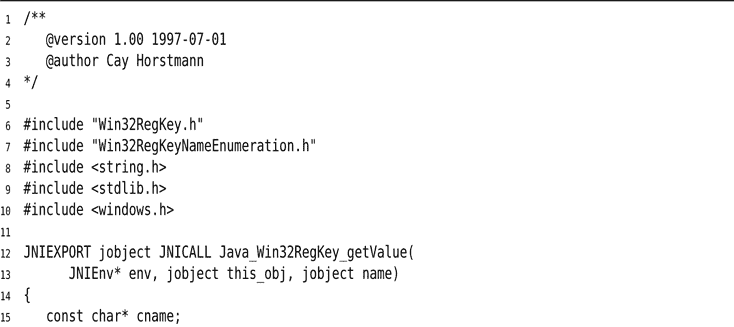 1 /**
2    @version 1.00 1997-07-01
3    @author Cay Horstmann
4 */
5
6 #include "Win32RegKey.h"
7 #include "Win32RegKeyNameEnumeration.h"
8 #include <string.h>
9 #include <stdlib.h>
10 #include <windows.h>
11
12 JNIEXPORT jobject JNICALL Java_Win32RegKey_getValue(
13       JNIEnv* env, jobject this_obj, jobject name)
14 {
15    const char* cname;